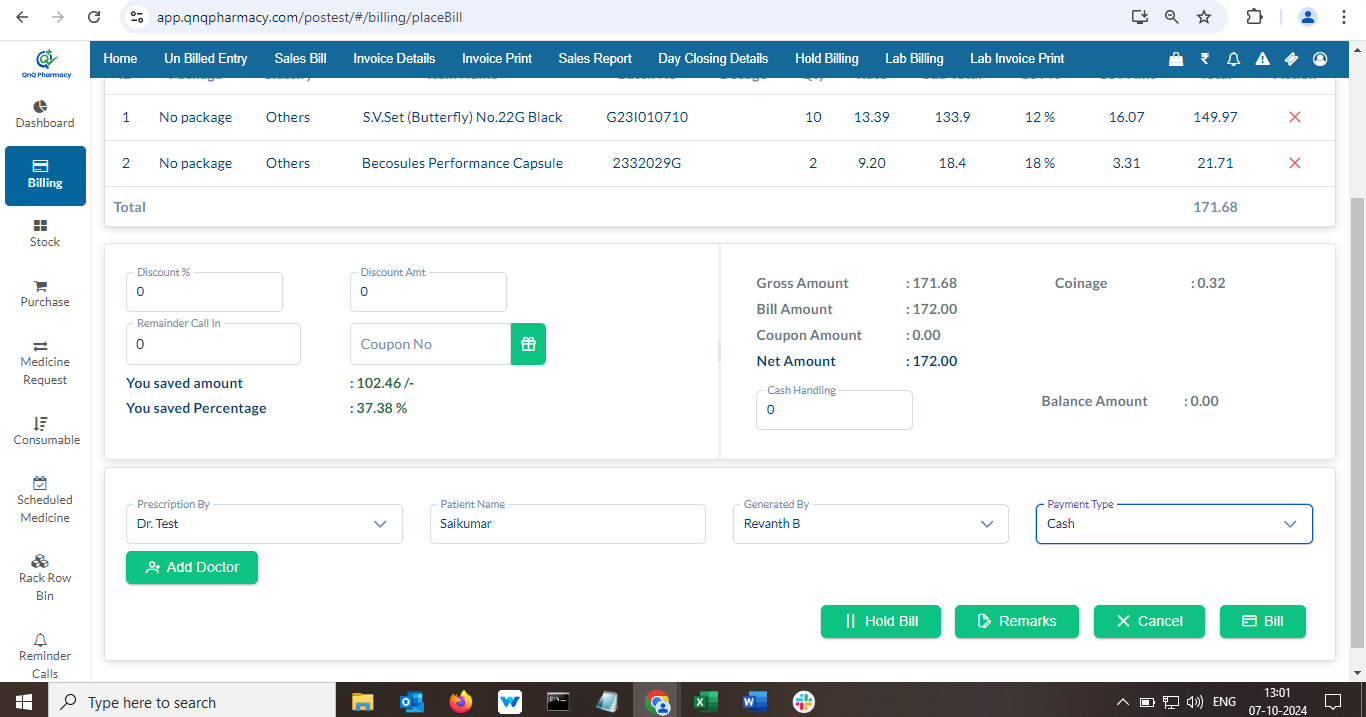 app.qnqpharmacy.com/postest/#/billing/placeBill
QnQ Pharmacy
Home Un Billed Entry Sales Bill Invoice Details Invoice Print Sales Report Day Closing Details Hold Billing Lab Billing Lab Invoice Print
1 No package Others S.V.Set (Butterfly) No.22G Black G23I010710 10 13.39 133.9 12 % 16.07 149.97
2 No package Others Becosules Performance Capsule 2332029G 2 9.20 18.4 18 % 3.31 21.71
Total 171.68
Dashboard
Billing
Stock
Purchase
Medicine
Request
Consumable
Scheduled
Medicine
Rack Row
Bin
Reminder
Calls
Discount %
0
Discount Amt
0
Remainder Call In
0
Coupon No
You saved amount : 102.46 /-
You saved Percentage : 37.38 %
Gross Amount : 171.68
Coinage : 0.32
Bill Amount : 172.00
Coupon Amount : 0.00
Net Amount : 172.00
Cash Handling
0
Balance Amount : 0.00
Prescription By
Dr. Test
Patient Name
Saikumar
Generated By
Revanth B
Payment Type
Cash
Add Doctor
Hold Bill
Remarks
Cancel
Bill
Type here to search
ENG
13:01
07-10-2024